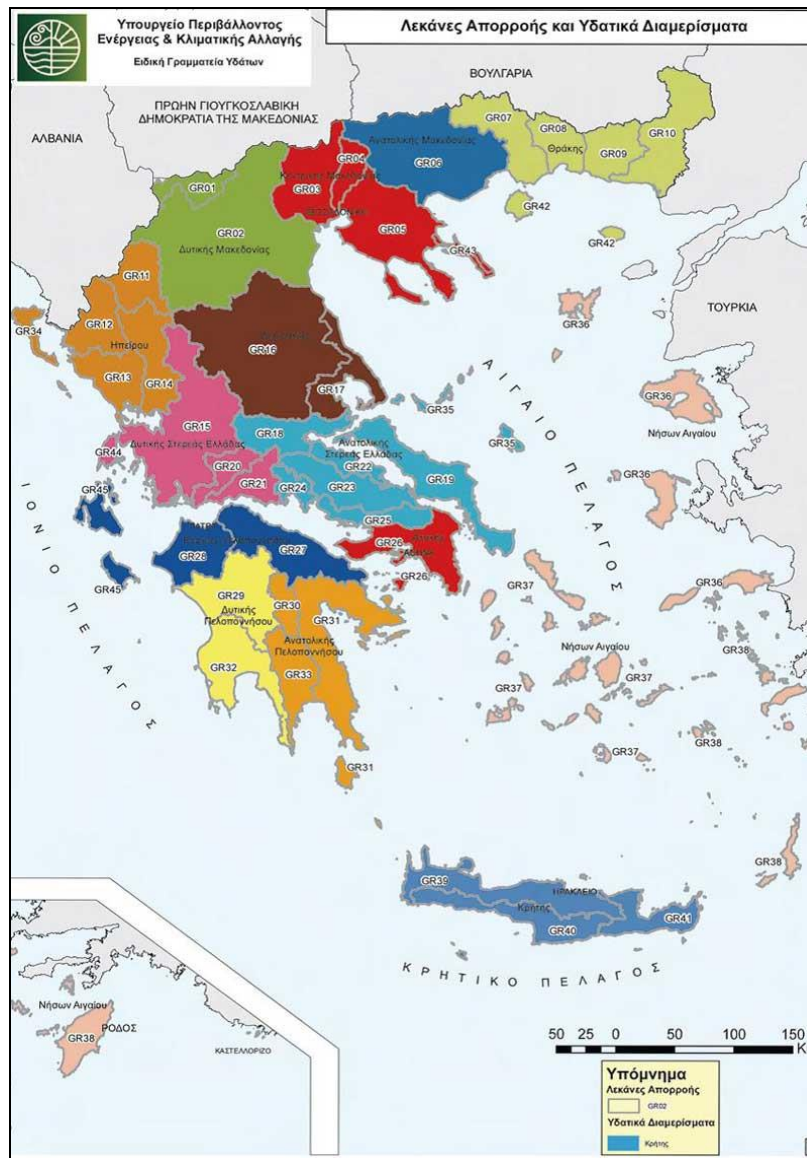 Υπουργείο Περιβάλλοντος
Ενέργειας & Κλιματικής Αλλαγής
Ειδική Γραμματεία Υδάτων
Λεκάνες Απορροής και Υδατικά Διαμερίσματα
ΒΟΥΛΓΑΡΙΑ
ΠΡΩΗΝ ΓΙΟΥΓΚΟΣΛΑΒΙΚΗ
ΔΗΜΟΚΡΑΤΙΑ ΤΗΣ ΜΑΚΕΔΟΝΙΑΣ
ΑΛΒΑΝΙΑ
ΤΟΥΡΚΙΑ
Ανατολικής Μακεδονίας
GR06
GR07
GR08
Θράκης
GR09
GR10
GR42
GR42
GR04
GR03
GR05
GR43
GR01
GR02
Δυτικής Μακεδονίας
GR11
GR12
Ηπείρου
GR13
GR14
GR34
GR16
GR17
GR36
GR35
GR35
GR36
Νήσων Αιγαίου
GR36
GR15
Δυτικής Στερεάς Ελλάδας
GR44
GR20
GR21
GR18
Ανατολικής
Στερεάς Ελλάδας
GR22
GR19
GR24
GR23
GR25
GR45
GR45
GR28
GR27
GR26
GR26
GR29
Δυτικής
Πελοποννήσου
GR32
GR30
GR31
Ανατολικής
Πελοποννήσου
GR33
GR31
GR37
GR36
Νήσων Αιγαίου
GR38
GR37
GR37
GR38
GR37
GR38
ΑΙΓΑΙΟ ΠΕΛΑΓΟΣ
ΙΟΝΙΟ ΠΕΛΑΓΟΣ
GR39
ΗΡΑΚΛΕΙΟ
Κρήτης
GR40
GR41
ΚΡΗΤΙΚΟ ΠΕΛΑΓΟΣ
Νήσων Αιγαίου
ΡΟΔΟΣ
GR38
ΚΑΣΤΕΛΛΟΡΙΖΟ
50 25 0 50 100 150
K
Υπόμνημα
Λεκάνες Απορροής
GR02
Υδατικά Διαμερίσματα
Κρήτης